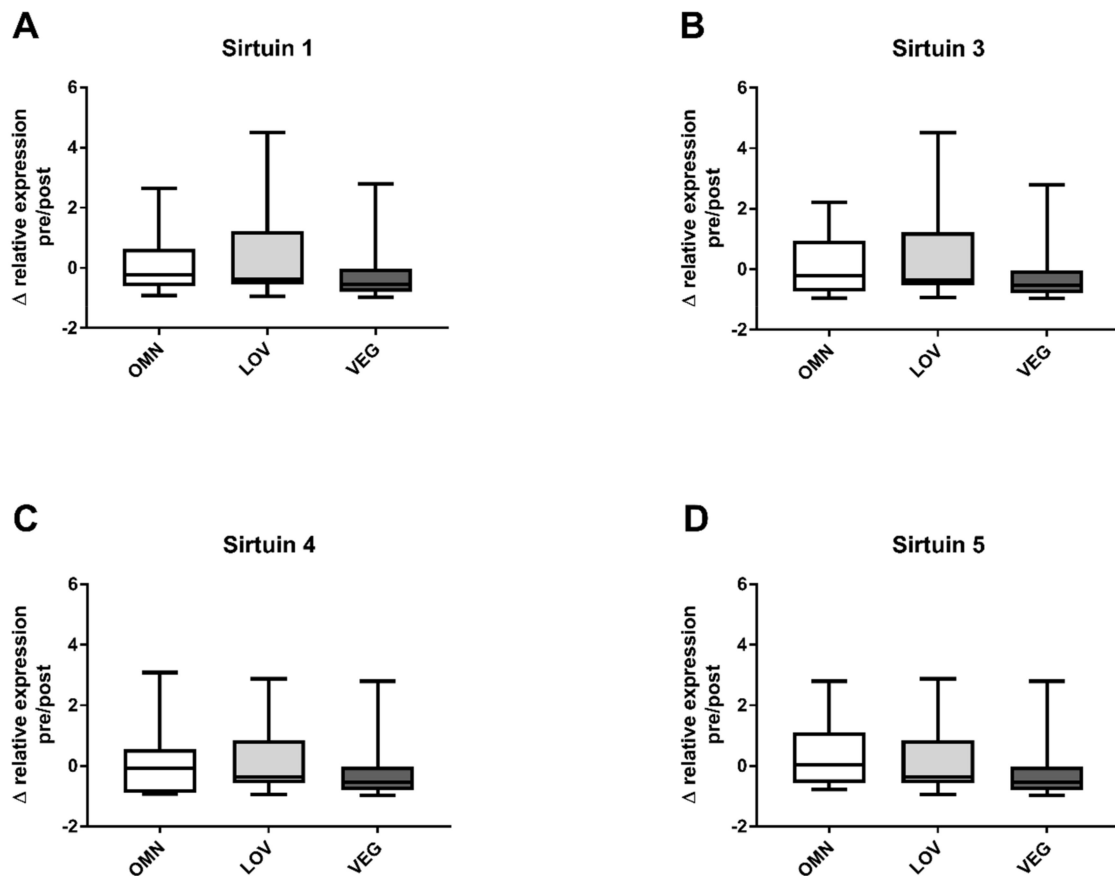 A
Sirtuin 1
Δ relative expression
pre/post
6
4
2
0
-2
OMN
LOV
VEG
B
Sirtuin 3
Δ relative expression
pre/post
6
4
2
0
-2
OMN
LOV
VEG
C
Sirtuin 4
Δ relative expression
pre/post
6
4
2
0
-2
OMN
LOV
VEG
D
Sirtuin 5
Δ relative expression
pre/post
6
4
2
0
-2
OMN
LOV
VEG